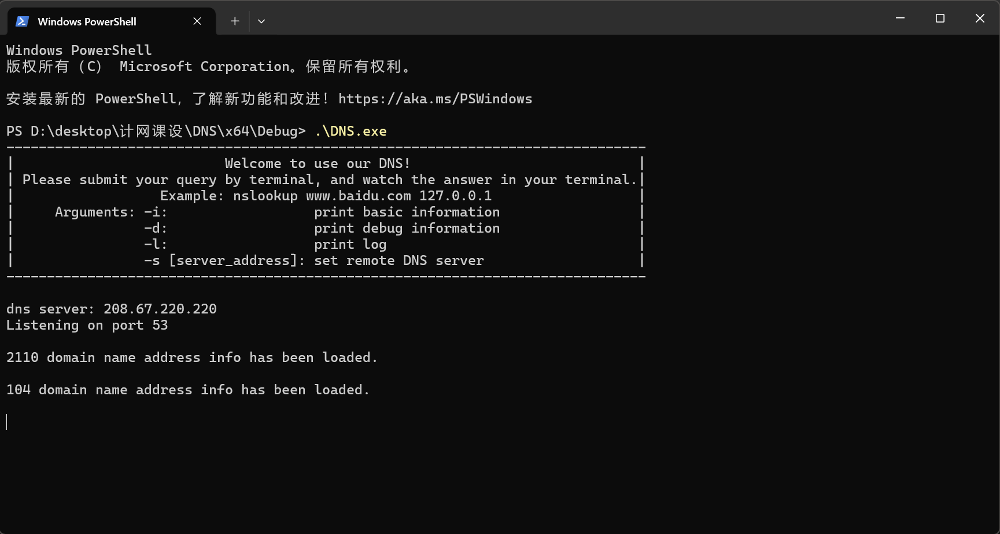 Windows PowerShell
Windows PowerShell
版权所有 (C) Microsoft Corporation。保留所有权利。
安装最新的 PowerShell，了解新功能和改进！https://aka.ms/PSWindows
PS D:\desktop\计网课设\DNS\x64\Debug> .\DNS.exe
-------------------------------------------------------------------------------
|                          Welcome to use our DNS!                            |
| Please submit your query by terminal, and watch the answer in your terminal.|
|                  Example: nslookup www.baidu.com 127.0.0.1                  |
|     Arguments: -i:                  print basic information                 |
|                -d:                  print debug information                 |
|                -l:                  print log                               |
|                -s [server_address]: set remote DNS server                   |
-------------------------------------------------------------------------------
dns server: 208.67.220.220
Listening on port 53
2110 domain name address info has been loaded.
104 domain name address info has been loaded.